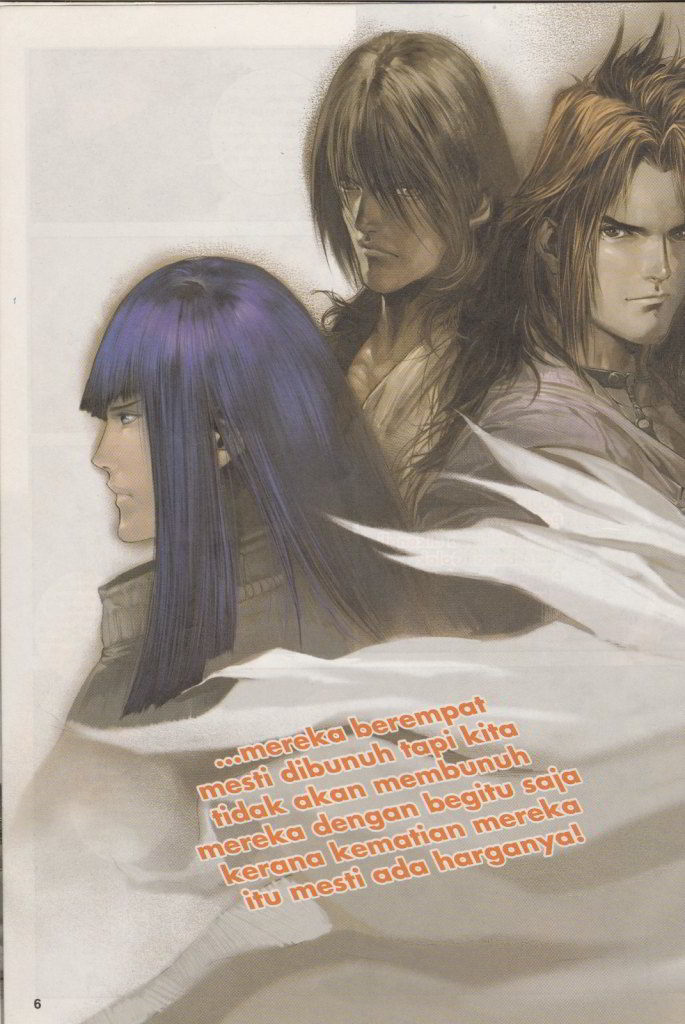 ...mereka berempat
mesti dibunuh tapi kita
tidak akan membunuh
mereka dengan begitu saja
kerana kematian mereka
itu mesti ada harganya!
6